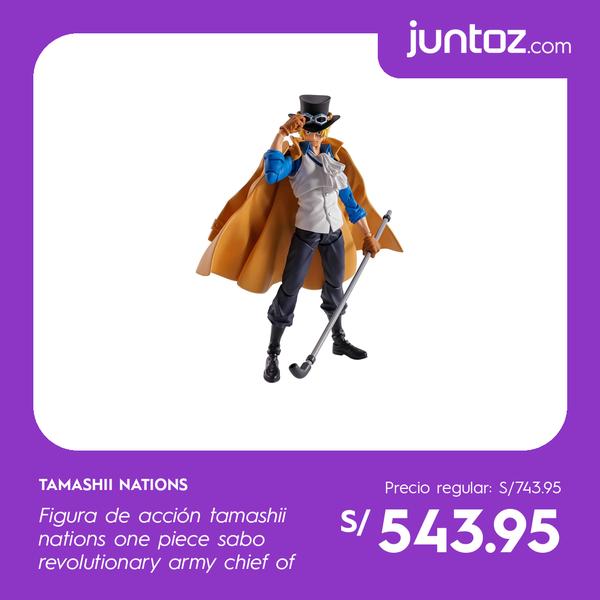 juntoz.com
TAMASHII NATIONS
Figura de acción tamashii
nations one piece sabo
revolutionary army chief of
Precio regular: S/743.95
S/ 543.95